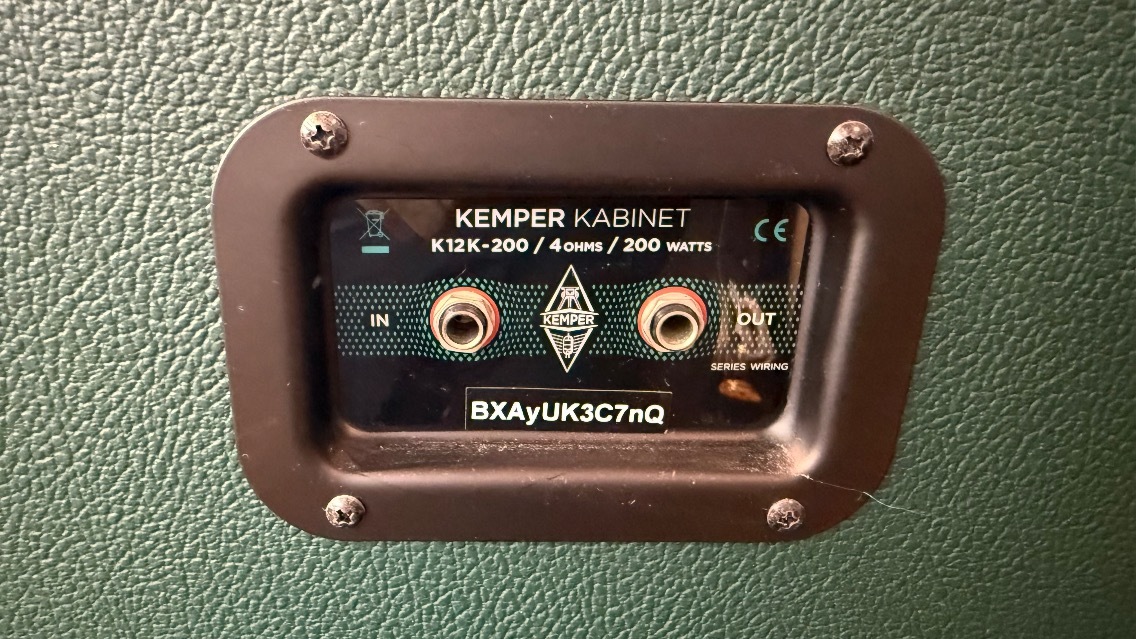 KEMPER KABINET
K12K-200 / 4 OHMS / 200 WATTS
CE
IN
KEMPER
OUT
SERIES WIRING
BXAyUK3C7nQ